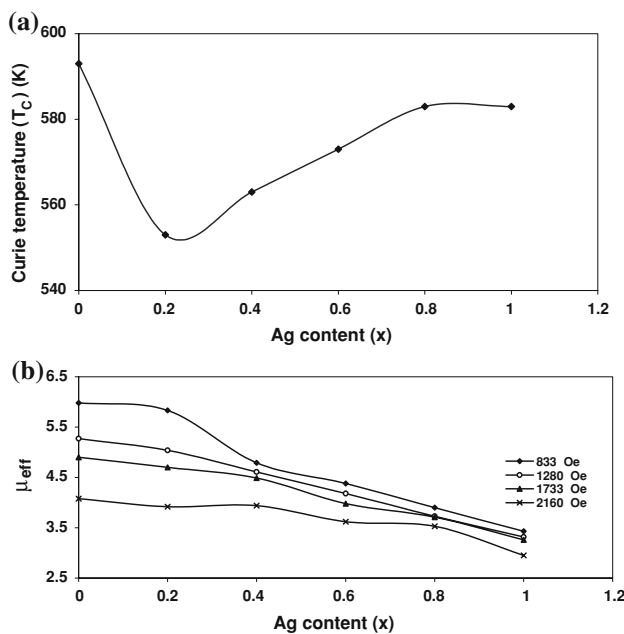 (a)
600
580
560
540
Curie temperature (T_C) (K)
0 0.2 0.4 0.6 0.8 1 1.2
Ag content (x)
(b)
6.5
5.5
4.5
3.5
2.5
μeff
833 Oe
1280 Oe
1733 Oe
2160 Oe
0 0.2 0.4 0.6 0.8 1 1.2
Ag content (x)